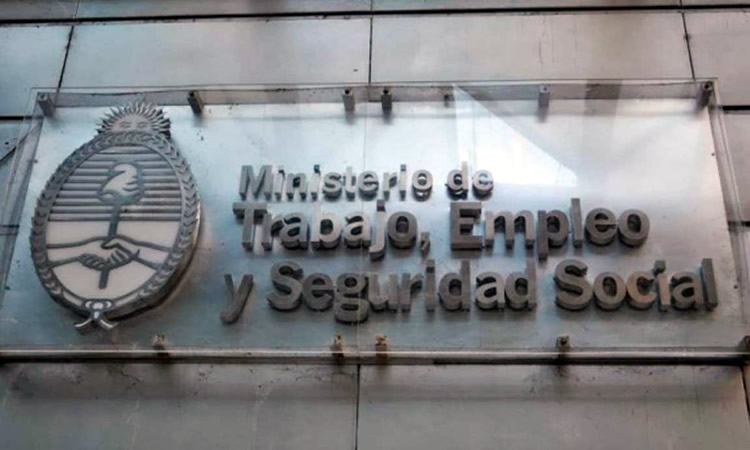 Ministerio de
Trabajo, Empleo
y Seguridad Social